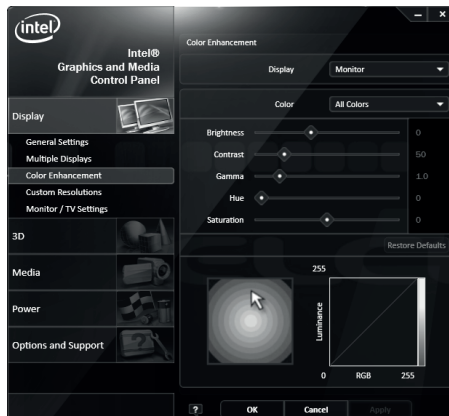 intel
Intel®
Graphics and Media
Control Panel
Display
General Settings
Multiple Displays
Color Enhancement
Custom Resolutions
Monitor / TV Settings
3D
Media
Power
Options and Support
Color Enhancement
Display Monitor
Color All Colors
Brightness 0
Contrast 50
Gamma 1.0
Hue 0
Saturation 0
Restore Defaults
255
Luminance
0 RGB 255
? OK Cancel Apply